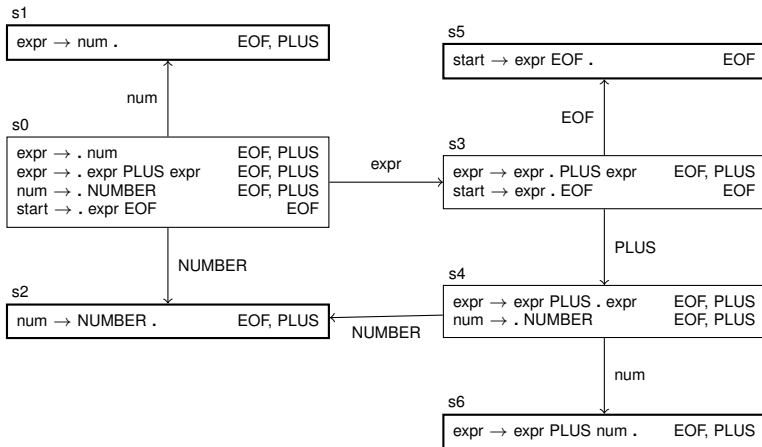 s1
expr → num . EOF, PLUS
s5
start → expr EOF . EOF
num
EOF
s0
expr → . num EOF, PLUS
expr → . expr PLUS expr EOF, PLUS
num → . NUMBER EOF, PLUS
start → . expr EOF EOF
expr
s3
expr → expr . PLUS expr EOF, PLUS
start → expr . EOF EOF
NUMBER
PLUS
s2
num → NUMBER . EOF, PLUS
NUMBER
s4
expr → expr PLUS . expr EOF, PLUS
num → . NUMBER EOF, PLUS
num
s6
expr → expr PLUS num . EOF, PLUS